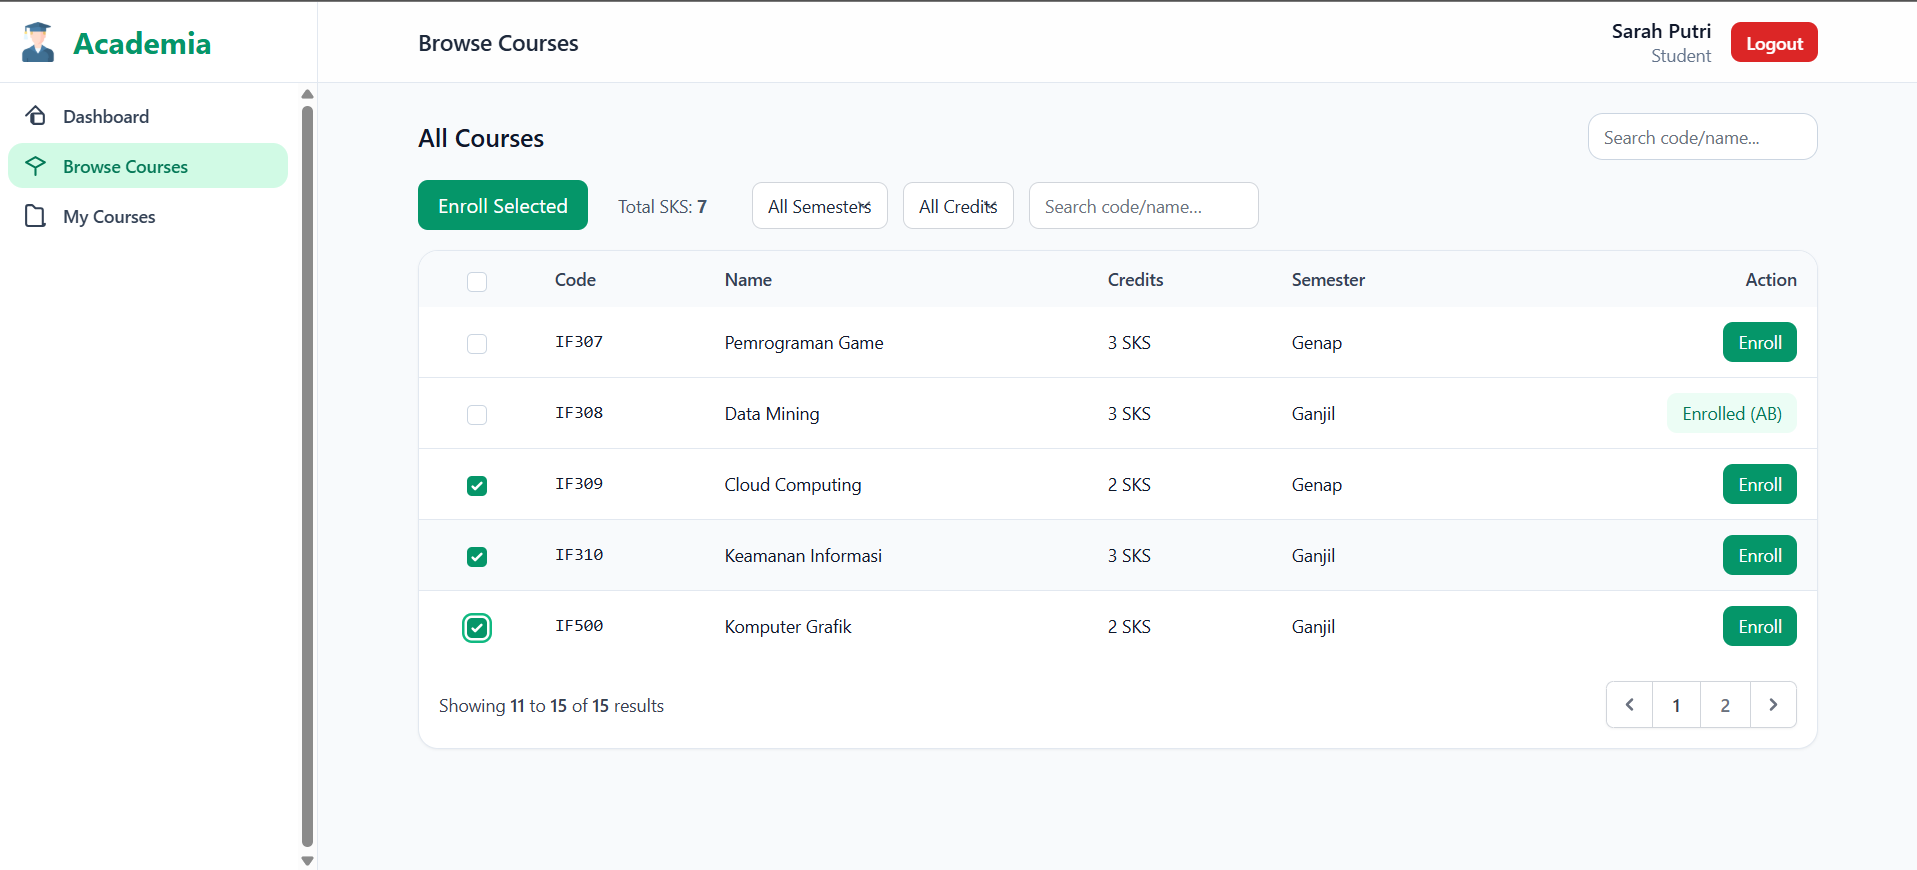 Academia
Browse Courses
Sarah Putri
Student
Logout
Dashboard
Browse Courses
My Courses
All Courses
Search code/name...
Enroll Selected
Total SKS: 7
All Semesters
All Credits
Search code/name...
Code Name Credits Semester Action
IF307 Pemrograman Game 3 SKS Genap Enroll
IF308 Data Mining 3 SKS Ganjil Enrolled (AB)
IF309 Cloud Computing 2 SKS Genap Enroll
IF310 Keamanan Informasi 3 SKS Ganjil Enroll
IF500 Komputer Grafik 2 SKS Ganjil Enroll
Showing 11 to 15 of 15 results
1 2